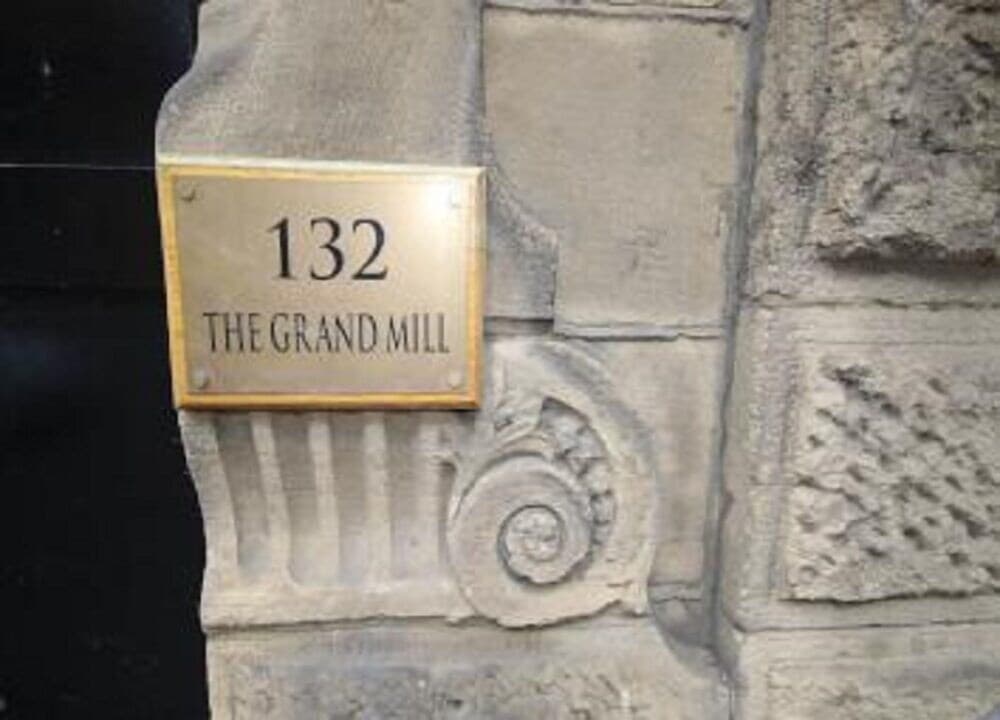 132
THE GRAND MILL